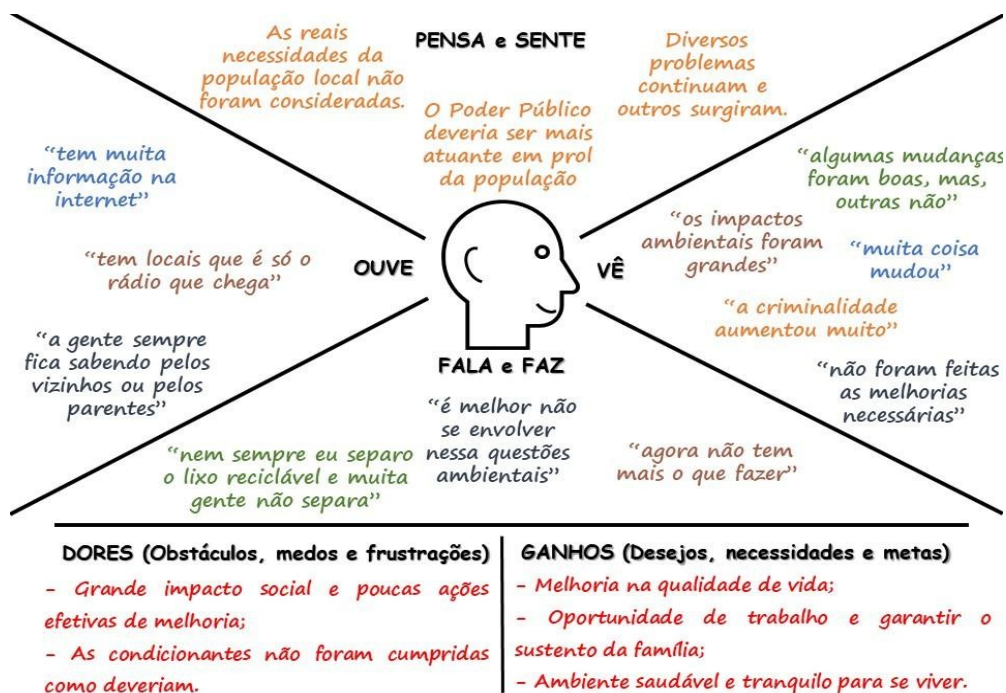 PENSA e SENTE
As reais
necessidades da
população local não
foram consideradas.
O Poder Público
deveria ser mais
atuante em prol
da população
Diversos
problemas
continuam e
outros surgiram.
OUVE
“tem muita
informação na
internet”
“tem locais que é só o
rádio que chega”
“a gente sempre
fica sabendo pelos
vizinhos ou pelos
parentes”
VÊ
“algumas mudanças
foram boas, mas,
outras não”
“os impactos
ambientais foram
grandes”
“muita coisa
mudou”
“a criminalidade
aumentou muito”
“não foram feitas
as melhorias
necessárias”
FALA e FAZ
“nem sempre eu separo
o lixo reciclável e muita
gente não separa”
“é melhor não
se envolver
nessa questões
ambientais”
“agora não tem
mais o que fazer”
DORES (Obstáculos, medos e frustrações)
- Grande impacto social e poucas ações
efetivas de melhoria;
- As condicionantes não foram cumpridas
como deveriam.
GANHOS (Desejos, necessidades e metas)
- Melhoria na qualidade de vida;
- Oportunidade de trabalho e garantir o
sustento da família;
- Ambiente saudável e tranquilo para se viver.